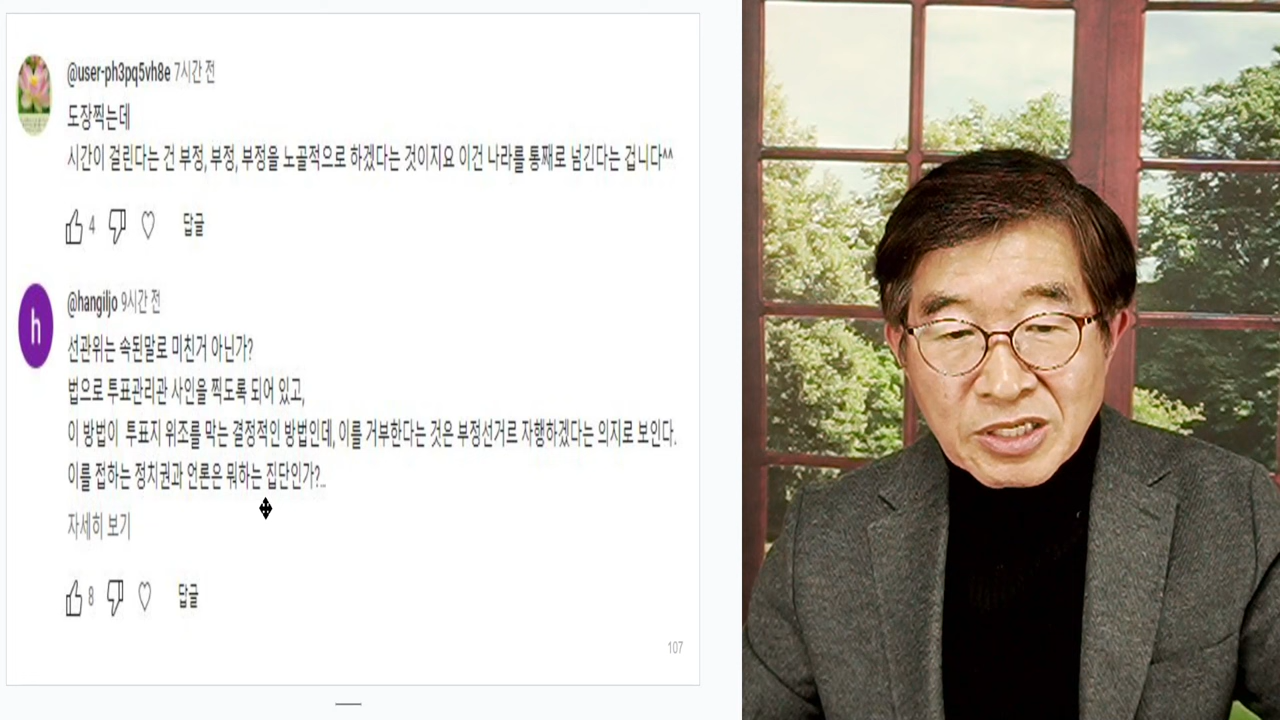 @user-ph3pq5vh8e 7시간 전
도장찍는데
시간이 걸린다는 건 부정, 부정, 부정을 노골적으로 하겠다는 것이지요 이건 나라를 통째로 넘긴다는 겁니다^^
4 답글
h
@hangiljo 9시간 전
선관위는 속된말로 미친거 아닌가?
법으로 투표관리관 사인을 찍도록 되어 있고,
이 방법이 투표지 위조를 막는 결정적인 방법인데, 이를 거부한다는 것은 부정선거르 자행하겠다는 의지로 보인다.
이를 접하는 정치권과 언론은 뭐하는 집단인가?...
자세히 보기
8 답글
107